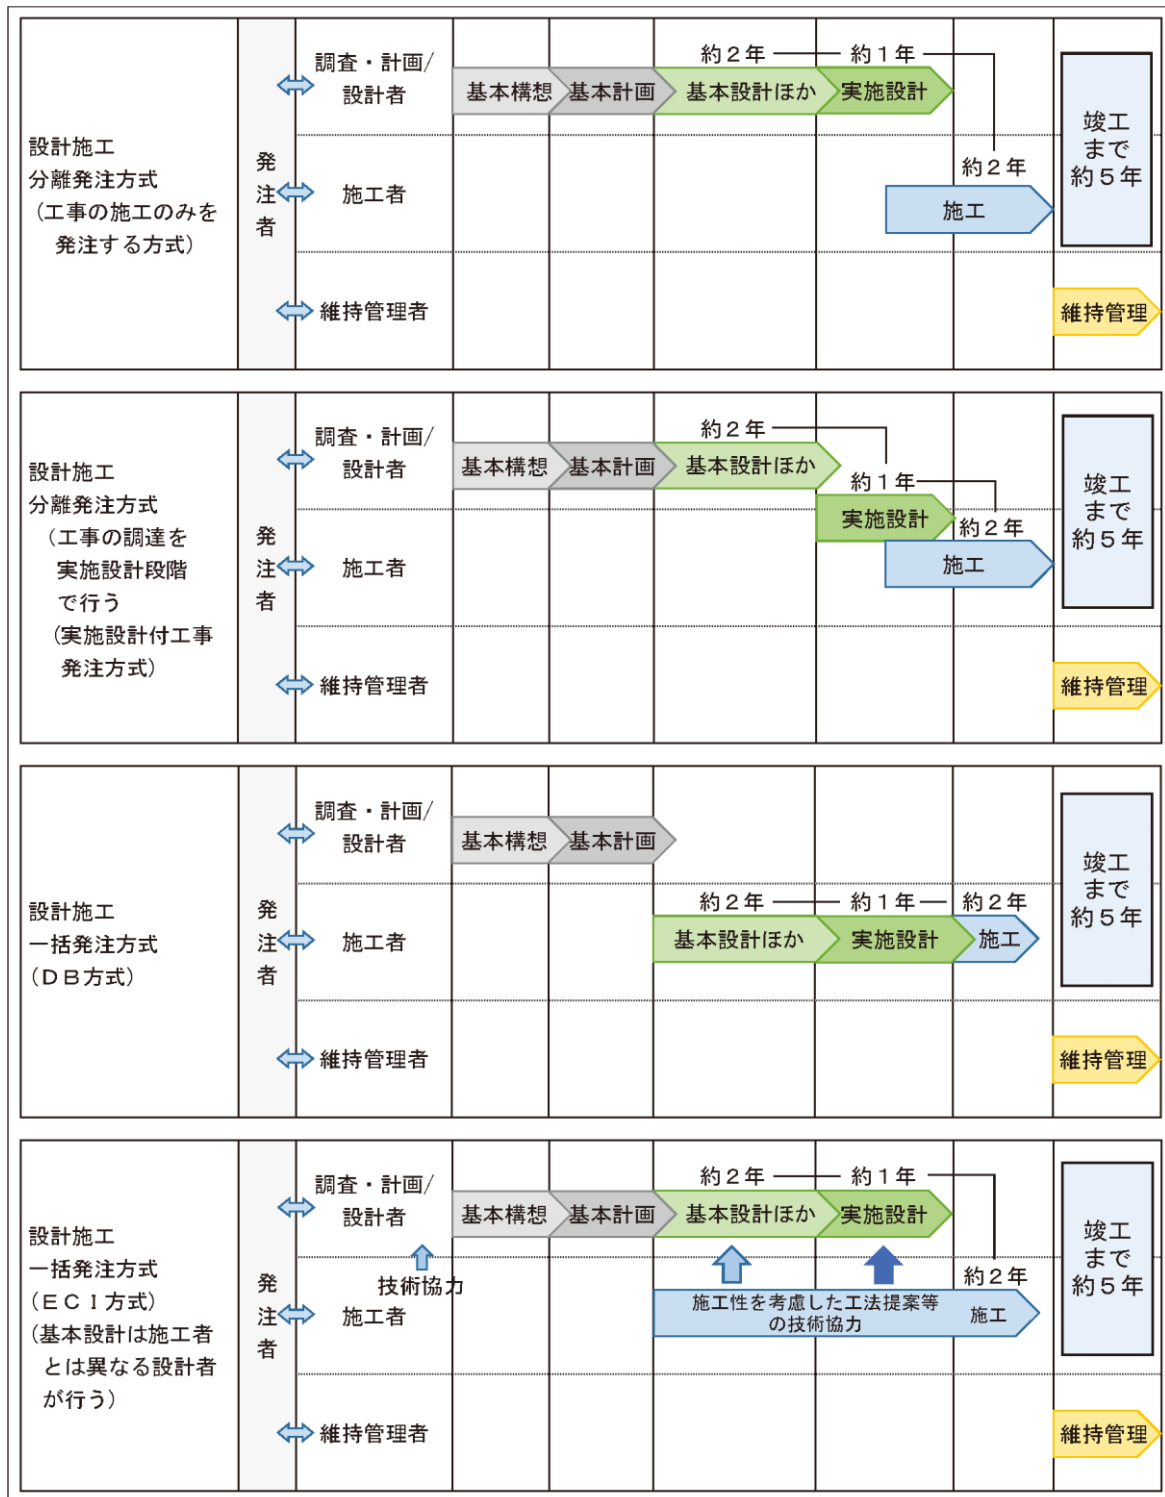 設計施工
分離発注方式
(工事の施工のみを
発注する方式)
発
注
者
調査・計画/
設計者
施工者
維持管理者
約2年
約1年
基本構想
基本計画
基本設計ほか
実施設計
約2年
施工
維持管理
竣工
まで
約5年
設計施工
分離発注方式
(工事の調達を
実施設計段階
で行う
(実施設計付工事
発注方式)
発
注
者
調査・計画/
設計者
施工者
維持管理者
約2年
基本構想
基本計画
基本設計ほか
約1年
実施設計
約2年
施工
維持管理
竣工
まで
約5年
設計施工
一括発注方式
(DB方式)
発
注
者
調査・計画/
設計者
施工者
維持管理者
基本構想
基本計画
約2年
約1年
約2年
基本設計ほか
実施設計
施工
維持管理
竣工
まで
約5年
設計施工
一括発注方式
(ECI方式)
(基本設計は施工者
とは異なる設計者
が行う)
発
注
者
調査・計画/
設計者
技術協力
施工者
維持管理者
約2年
約1年
基本構想
基本計画
基本設計ほか
実施設計
約2年
施工性を考慮した工法提案等
の技術協力
施工
維持管理
竣工
まで
約5年